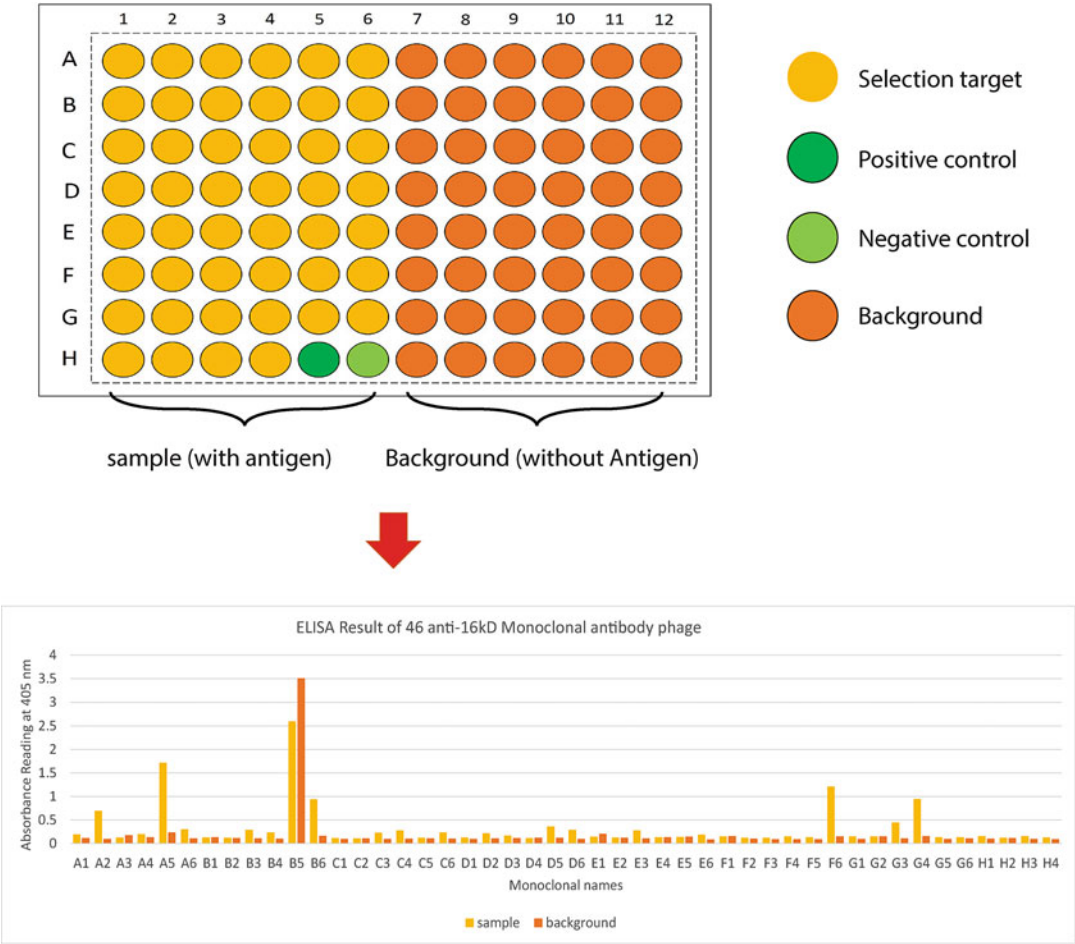 1 2 3 4 5 6 7 8 9 10 11 12
A
B
C
D
E
F
G
H
Selection target
Positive control
Negative control
Background
sample (with antigen) Background (without Antigen)
ELISA Result of 46 anti-16kD Monoclonal antibody phage
Absorbance Reading at 405 nm
4
3.5
3
2.5
2
1.5
1
0.5
0
A1 A2 A3 A4 A5 A6 B1 B2 B3 B4 B5 B6 C1 C2 C3 C4 C5 C6 D1 D2 D3 D4 D5 D6 E1 E2 E3 E4 E5 E6 F1 F2 F3 F4 F5 F6 G1 G2 G3 G4 G5 G6 H1 H2 H3 H4
Monoclonal names
sample background